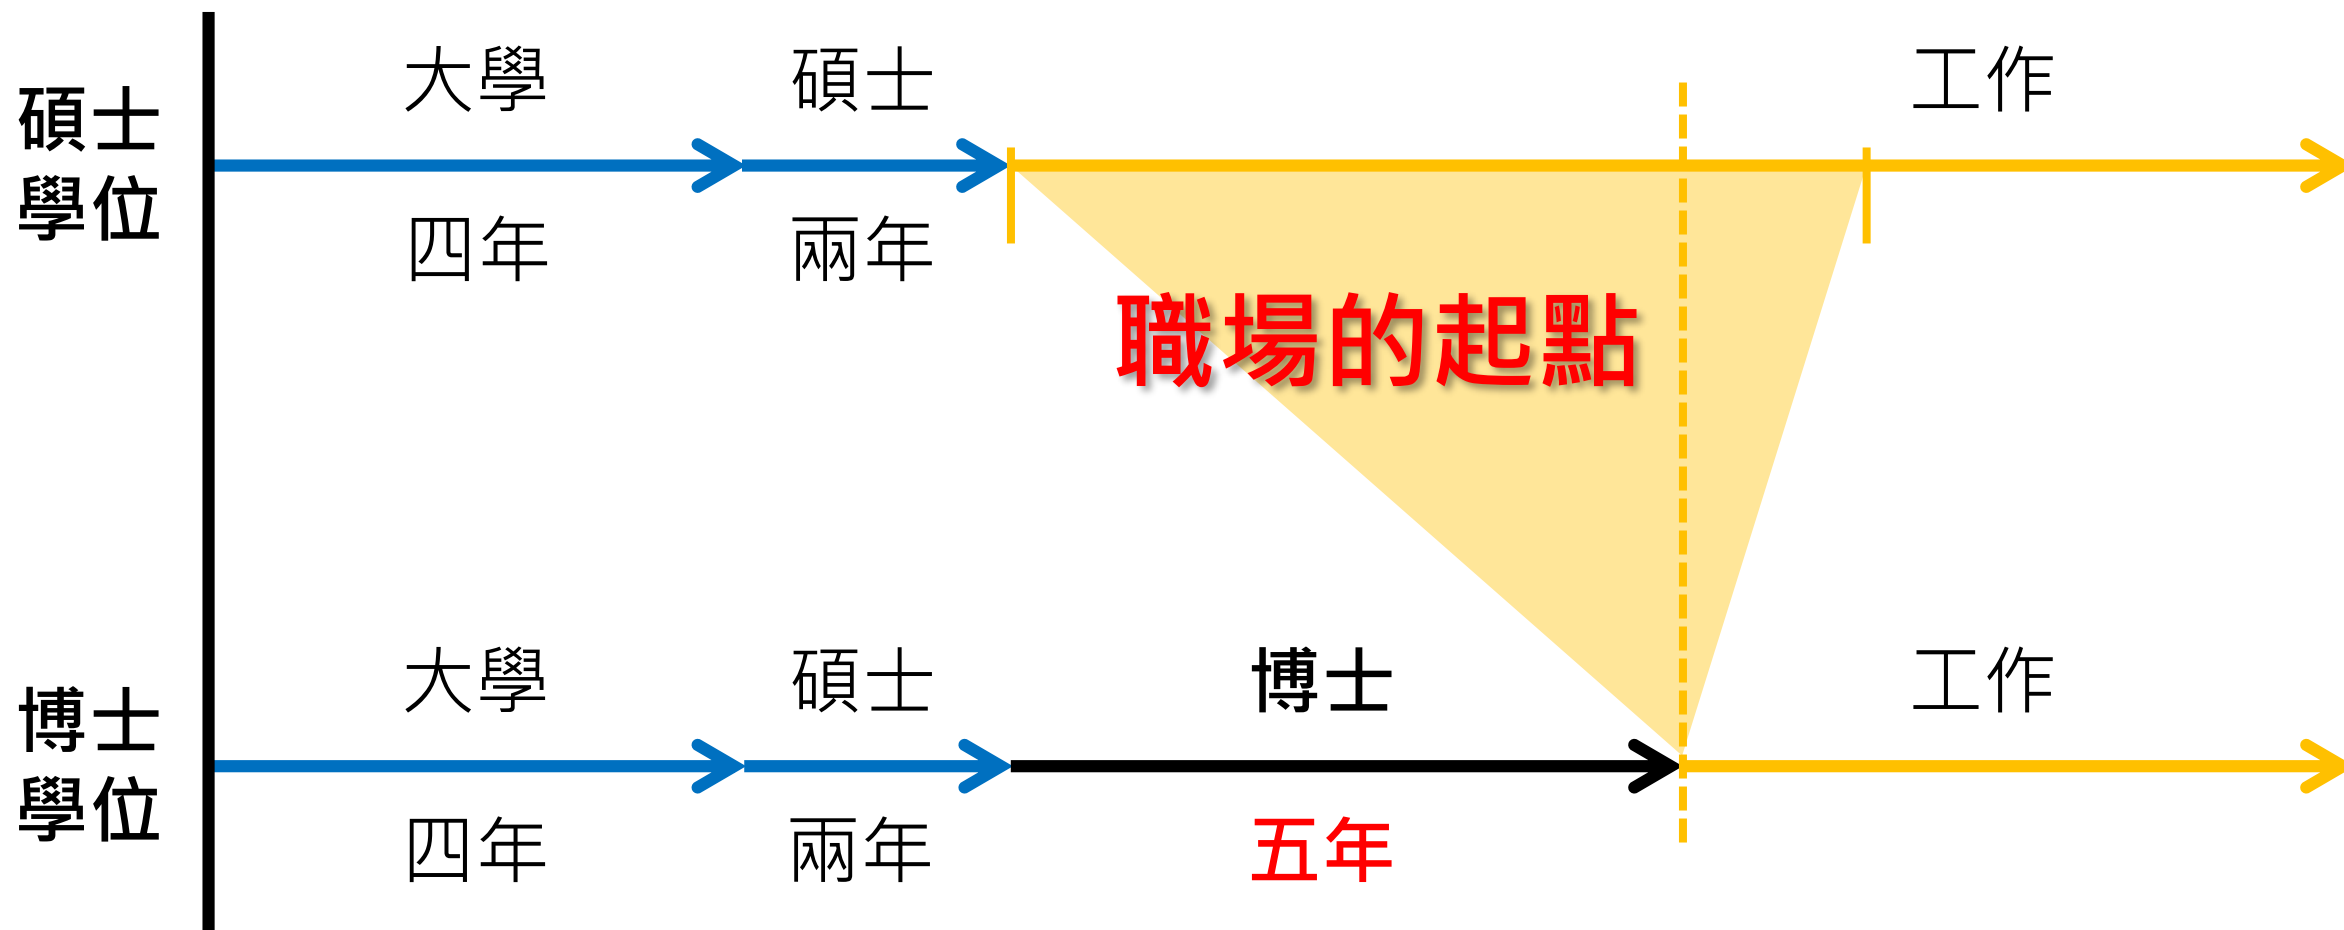 碩士
學位
大學
碩士
工作
四年
兩年
職場的起點
博士
學位
大學
碩士
博士
工作
四年
兩年
五年